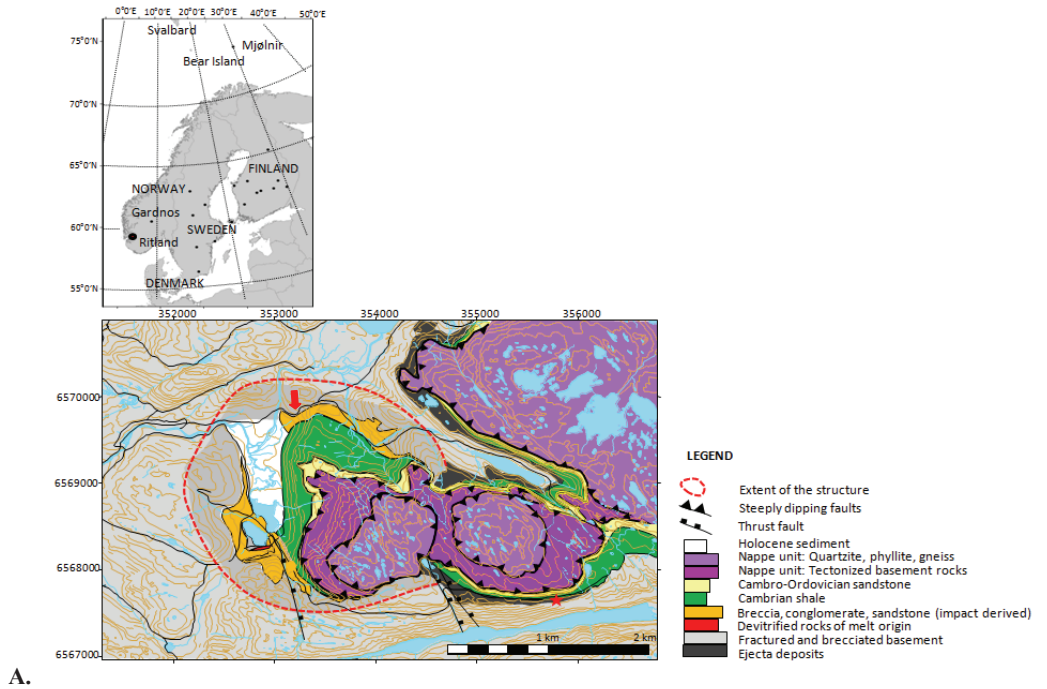 0°0'E 10°0'E 20°0'E 30°0'E 40°0'E 50°0'E
Svalbard
75°0'N
Mjølnir
Bear Island
70°0'N
65°0'N
FINLAND
NORWAY
Gardnos
60°0'N
SWEDEN
Ritland
DENMARK
55°0'N
352000 353000 354000 355000 356000
6570000
6569000
6568000
6567000
1 km 2 km
LEGEND
Extent of the structure
Steeply dipping faults
Thrust fault
Holocene sediment
Nappe unit: Quartzite, phyllite, gneiss
Nappe unit: Tectonized basement rocks
Cambro-Ordovician sandstone
Cambrian shale
Breccia, conglomerate, sandstone (impact derived)
Devitrified rocks of melt origin
Fractured and brecciated basement
Ejecta deposits
A.